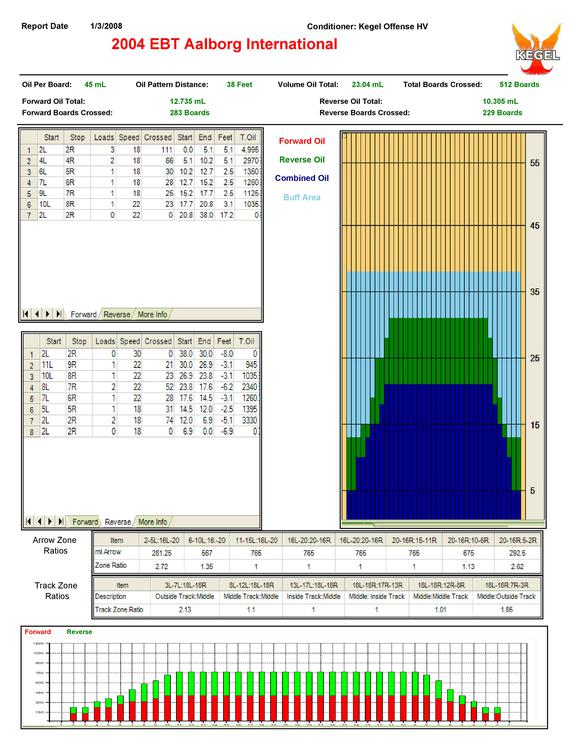 Report Date 1/3/2008 Conditioner: Kegel Offense HV
2004 EBT Aalborg International
KEGEL
Oil Per Board: 45 mL Oil Pattern Distance: 38 Feet Volume Oil Total: 23.04 mL Total Boards Crossed: 512 Boards
Forward Oil Total: 12.735 mL Reverse Oil Total: 10.305 mL
Forward Boards Crossed: 283 Boards Reverse Boards Crossed: 229 Boards
Start Stop Loads Speed Crossed Start End Feet T.Oil
1 2L 2R 3 18 111 0.0 5.1 5.1 4,995
2 4L 4R 2 18 66 5.1 10.2 5.1 2970
3 6L 5R 1 18 30 10.2 12.7 2.5 1350
4 7L 6R 1 18 28 12.7 15.2 2.5 1260
5 9L 7R 1 18 25 15.2 17.7 2.5 1125
6 10L 8R 1 22 23 17.7 20.8 3.1 1035
7 2L 2R 0 22 0 20.8 38.0 17.2 0
Forward Reverse More Info
Forward Oil
Reverse Oil
Combined Oil
Buff Area
55
45
35
25
15
5
Start Stop Loads Speed Crossed Start End Feet T.Oil
1 2L 2R 0 30 0 38.0 30.0 -8.0 0
2 11L 9R 1 22 21 30.0 26.9 -3.1 945
3 10L 8R 1 22 23 26.9 23.8 -3.1 1035
4 8L 7R 2 22 52 23.8 17.6 -6.2 2340
5 7L 6R 1 22 28 17.6 14.5 -3.1 1260
6 5L 5R 1 18 31 14.5 12.0 -2.5 1395
7 2L 2R 2 18 74 12.0 6.9 -5.1 3330
8 2L 2R 0 18 0 6.9 0.0 -6.9 0
Forward Reverse More Info
Arrow Zone Ratios
Item 2-5L:16L-20 6-10L:16-20 11-15L:16L-20 16L-20:20-16R 16L-20:20-16R 20-16R:15-11R 20-16R:10-6R 20-16R:5-2R
ml Arrow 281.25 567 765 765 765 765 675 292.5
Zone Ratio 2.72 1.35 1 1 1 1 1.13 2.62
Track Zone Ratios
Item 3L-7L:18L-18R 8L-12L:18L-18R 13L-17L:18L-18R 18L-18R:17R-13R 18L-18R:12R-8R 18L-18R:7R-3R
Description Outside Track:Middle Middle Track:Middle Inside Track:Middle Middle: Inside Track Middle:Middle Track Middle:Outside Track
Track Zone Ratio 2.13 1.1 1 1 1.01 1.85
Forward Reverse